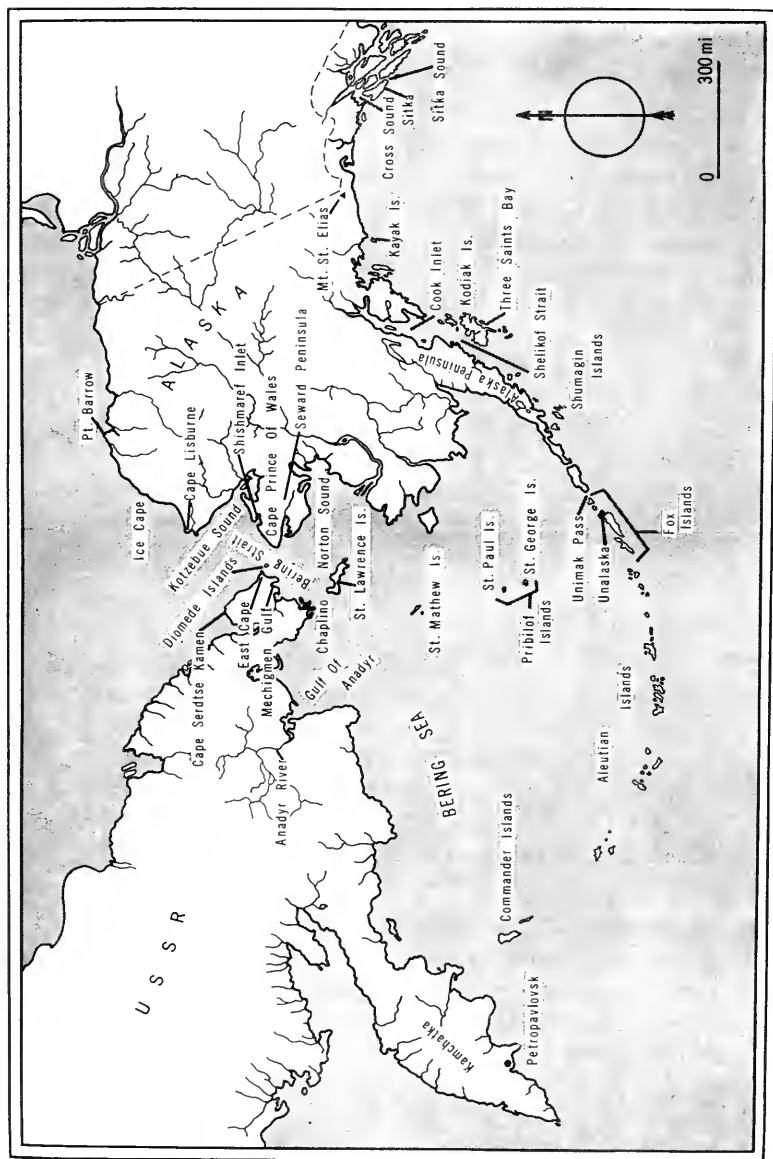 USSR
ALASKA
Pt. Barrow
Ice Cape
Cape Lisburne
Kotzebue Sound
Shishmaref Inlet
Diomede Islands
Bering Strait
Cape Prince Of Wales
Seward Peninsula
Cape Serdtse Kamen
East Cape
Mechigmen Gulf
Chaplino
Norton Sound
St. Lawrence Is.
Gulf Of
Anadyr
Anadyr River
St. Mathew Is.
BERING SEA
St. Paul Is.
St. George Is.
Pribilof
Islands
Mt. St. Elias
Kayak Is.
Cross Sound
Sitka
Sitka Sound
Cook Inlet
Kodiak Is.
Three Saints Bay
Alaska Peninsula
Shelikof Strait
Shumagin
Islands
Unimak Pass
Unalaska
Fox
Islands
Aleutian
Islands
Commander Islands
Kamchatka
Petropavlovsk
N
0 300 mi